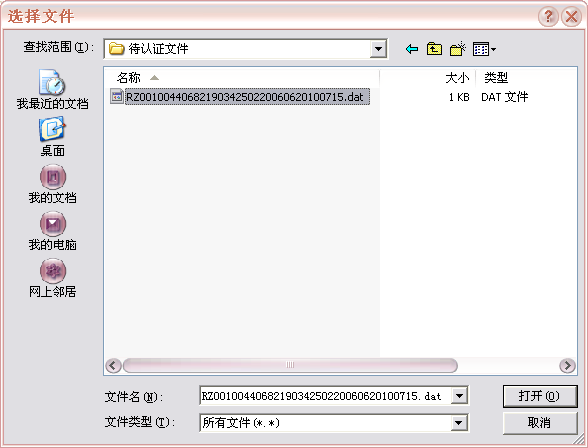 选择文件
查找范围(I):
待认证文件
名称
大小
类型
RZ00100440682190342502200606201​00715.dat
1 KB
DAT 文件
我最近的文档
桌面
我的文档
我的电脑
网上邻居
文件名(N):
RZ0010044068219034250220060620100715.dat
打开(O)
文件类型(T):
所有文件(*.*)
取消